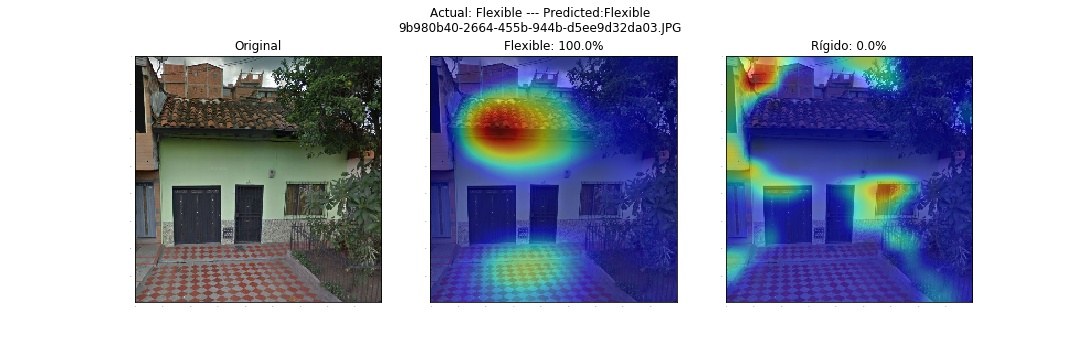 Actual: Flexible --- Predicted:Flexible
9b980b40-2664-455b-944b-d5ee9d32da03.JPG
Original
Flexible: 100.0%
Rígido: 0.0%